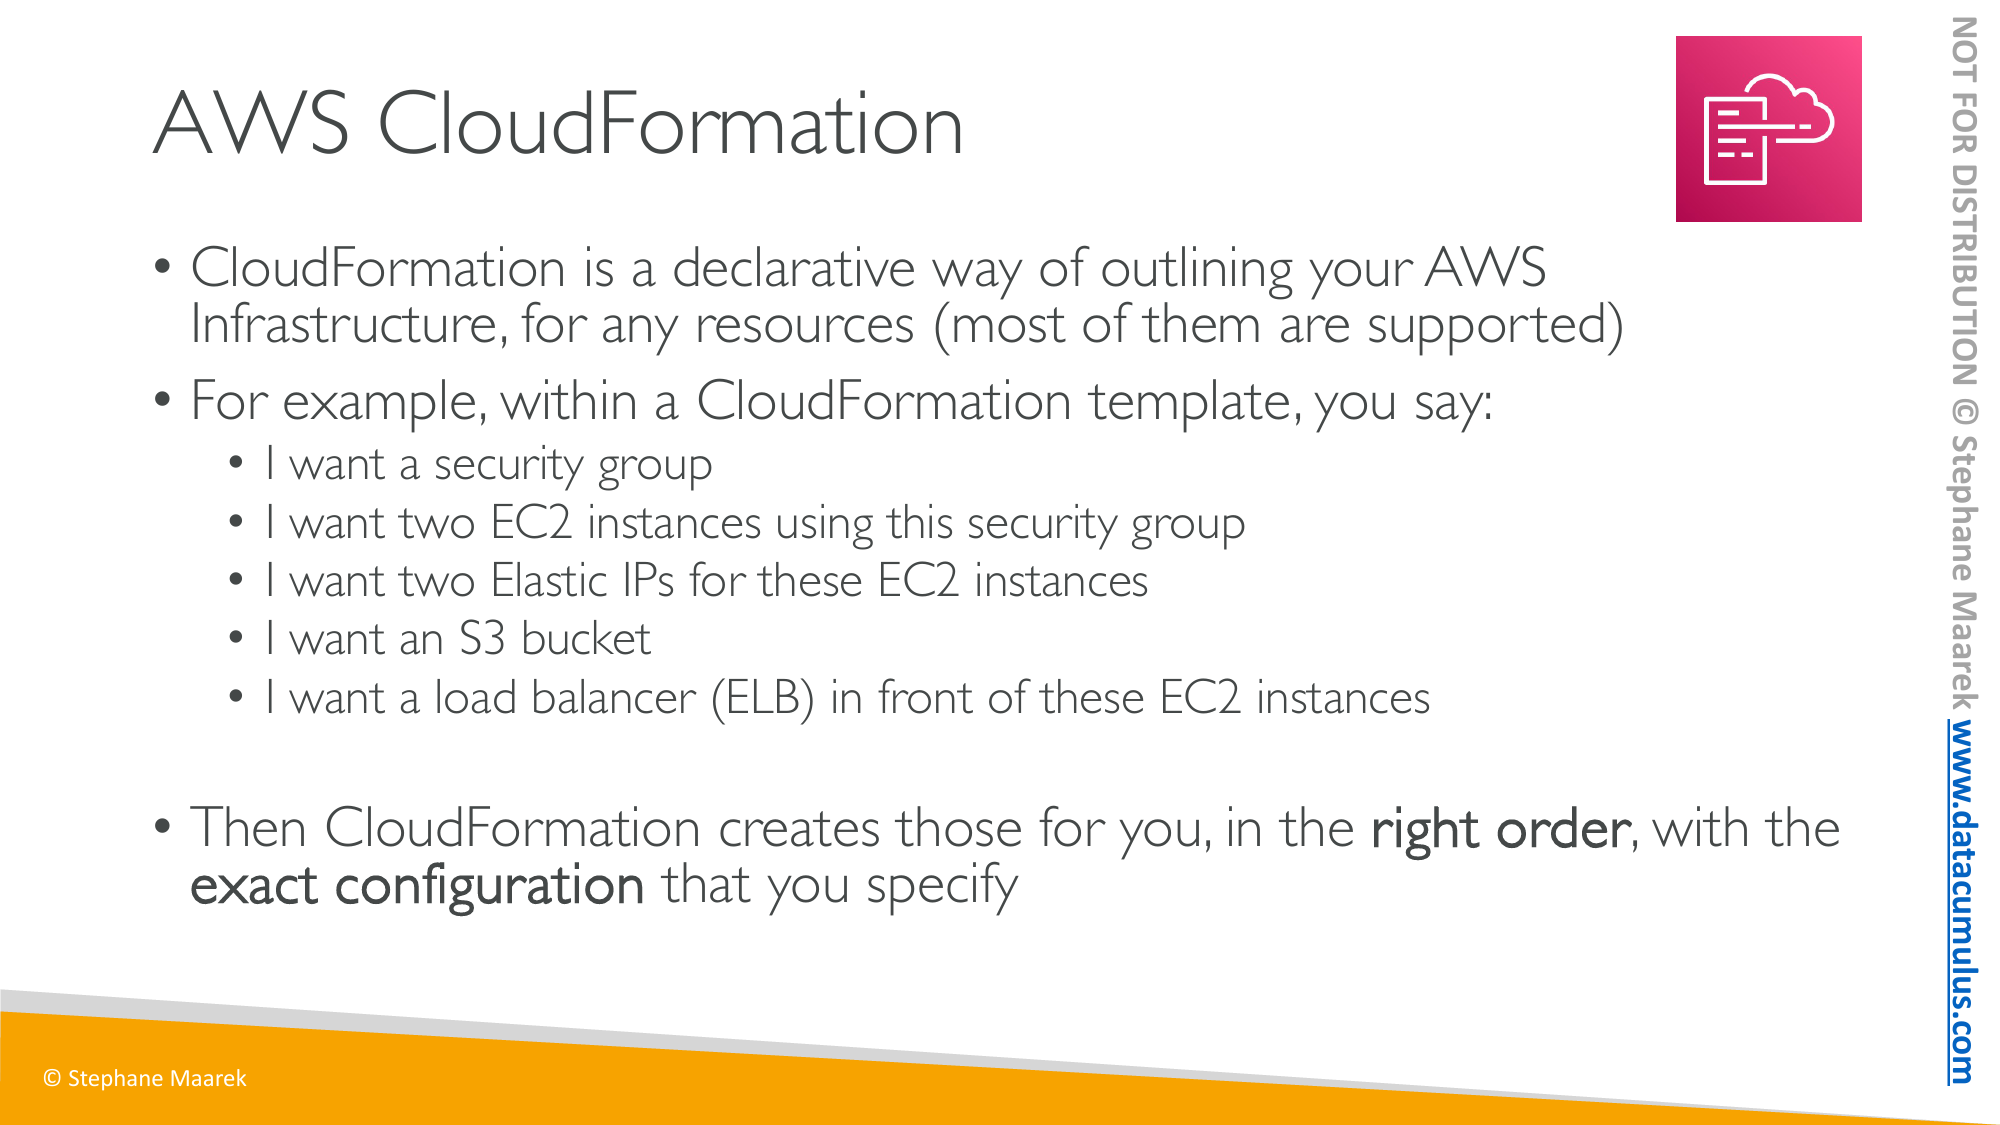 AWS CloudFormation
• CloudFormation is a declarative way of outlining your AWS
Infrastructure, for any resources (most of them are supported)
• For example, within a CloudFormation template, you say:
• I want a security group
• I want two EC2 instances using this security group
• I want two Elastic IPs for these EC2 instances
• I want an S3 bucket
• I want a load balancer (ELB) in front of these EC2 instances
• Then CloudFormation creates those for you, in the right order, with the
exact configuration that you specify
© Stephane Maarek
NOT FOR DISTRIBUTION © Stephane Maarek www.datacumulus.com